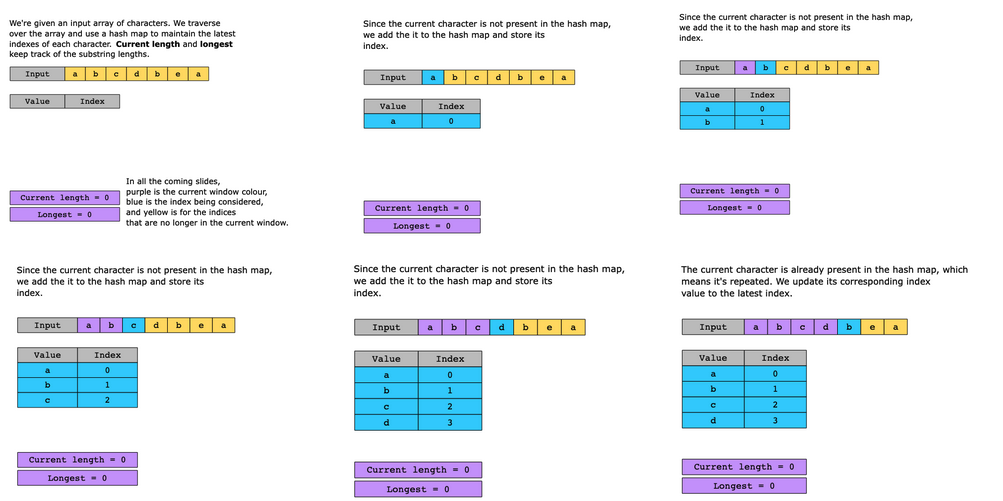 We're given an input array of characters. We traverse
over the array and use a hash map to maintain the latest
indexes of each character. Current length and longest
keep track of the substring lengths.
Input a b c d b e a
Value Index
In all the coming slides,
purple is the current window colour,
blue is the index being considered,
and yellow is for the indices
that are no longer in the current window.
Current length = 0
Longest = 0
Since the current character is not present in the hash map,
we add the it to the hash map and store its
index.
Input a b c d b e a
Value Index
a 0
Current length = 0
Longest = 0
Since the current character is not present in the hash map,
we add the it to the hash map and store its
index.
Input a b c d b e a
Value Index
a 0
b 1
Current length = 0
Longest = 0
Since the current character is not present in the hash map,
we add the it to the hash map and store its
index.
Input a b c d b e a
Value Index
a 0
b 1
c 2
Current length = 0
Longest = 0
Since the current character is not present in the hash map,
we add the it to the hash map and store its
index.
Input a b c d b e a
Value Index
a 0
b 1
c 2
d 3
Current length = 0
Longest = 0
The current character is already present in the hash map, which
means it's repeated. We update its corresponding index
value to the latest index.
Input a b c d b e a
Value Index
a 0
b 1
c 2
d 3
Current length = 0
Longest = 0